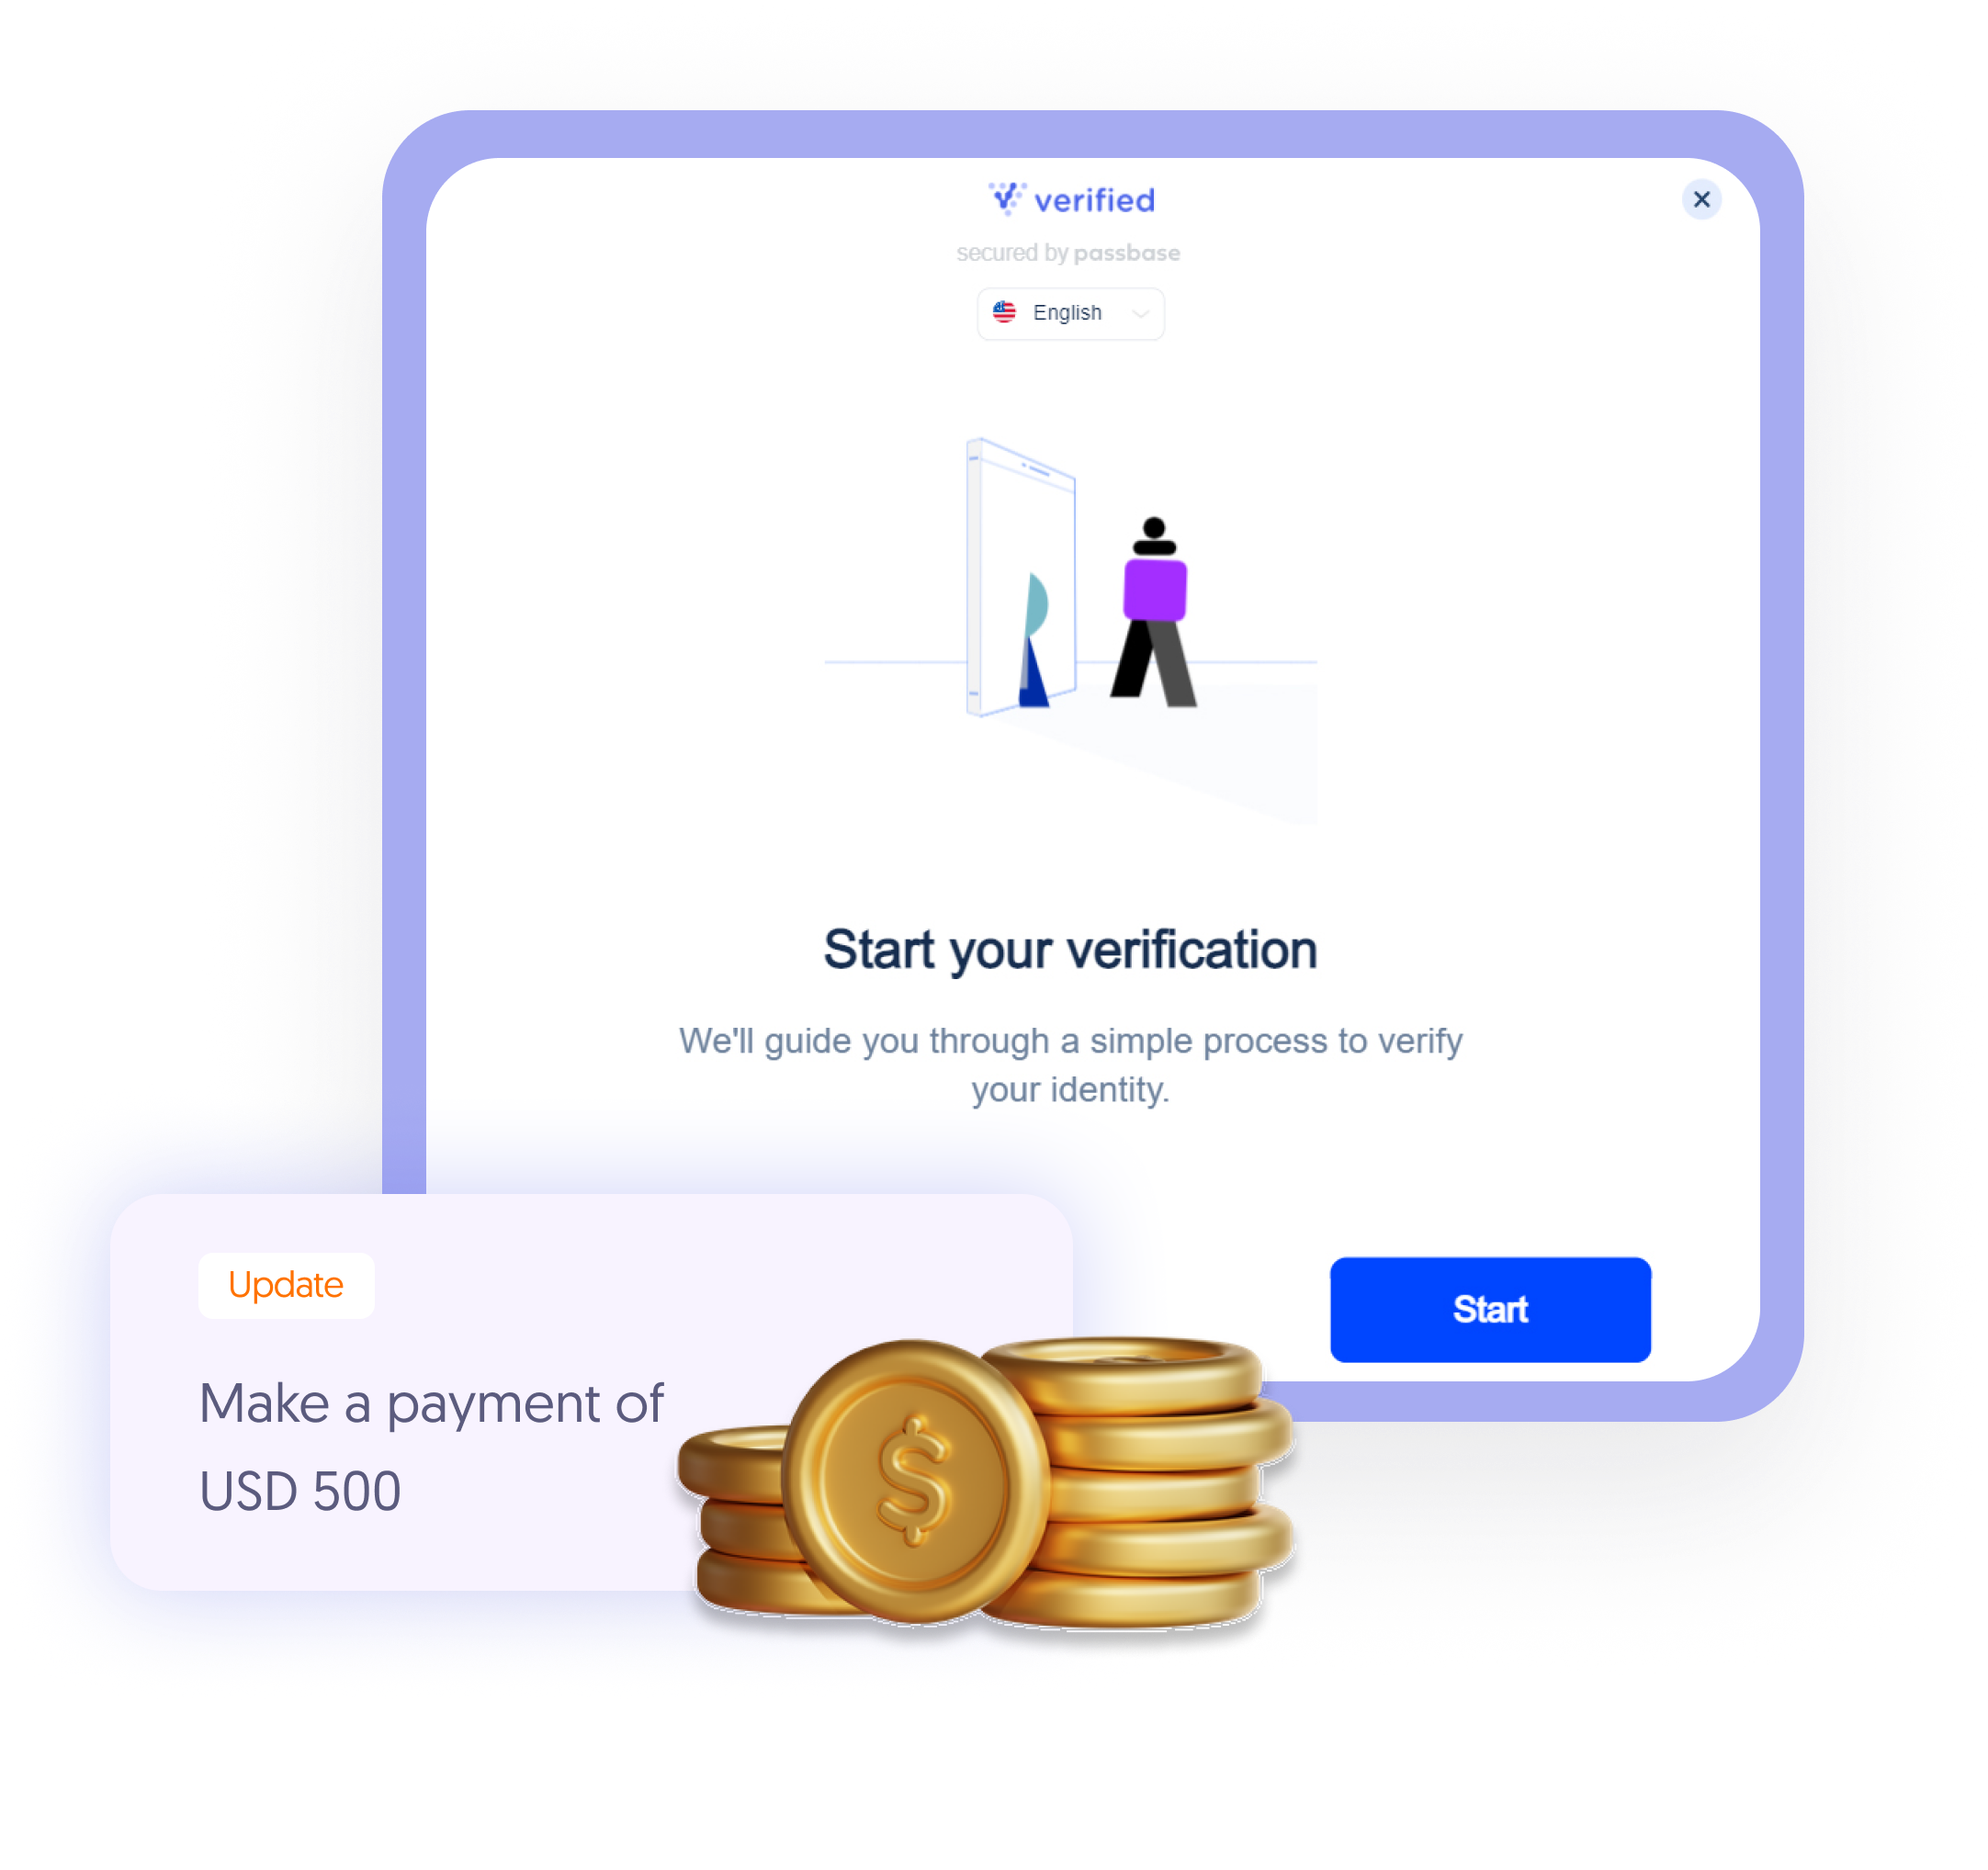 verified
secured by passbase
English
Start your verification
We'll guide you through a simple process to verify
your identity.
Start
Update
Make a payment of
USD 500
$